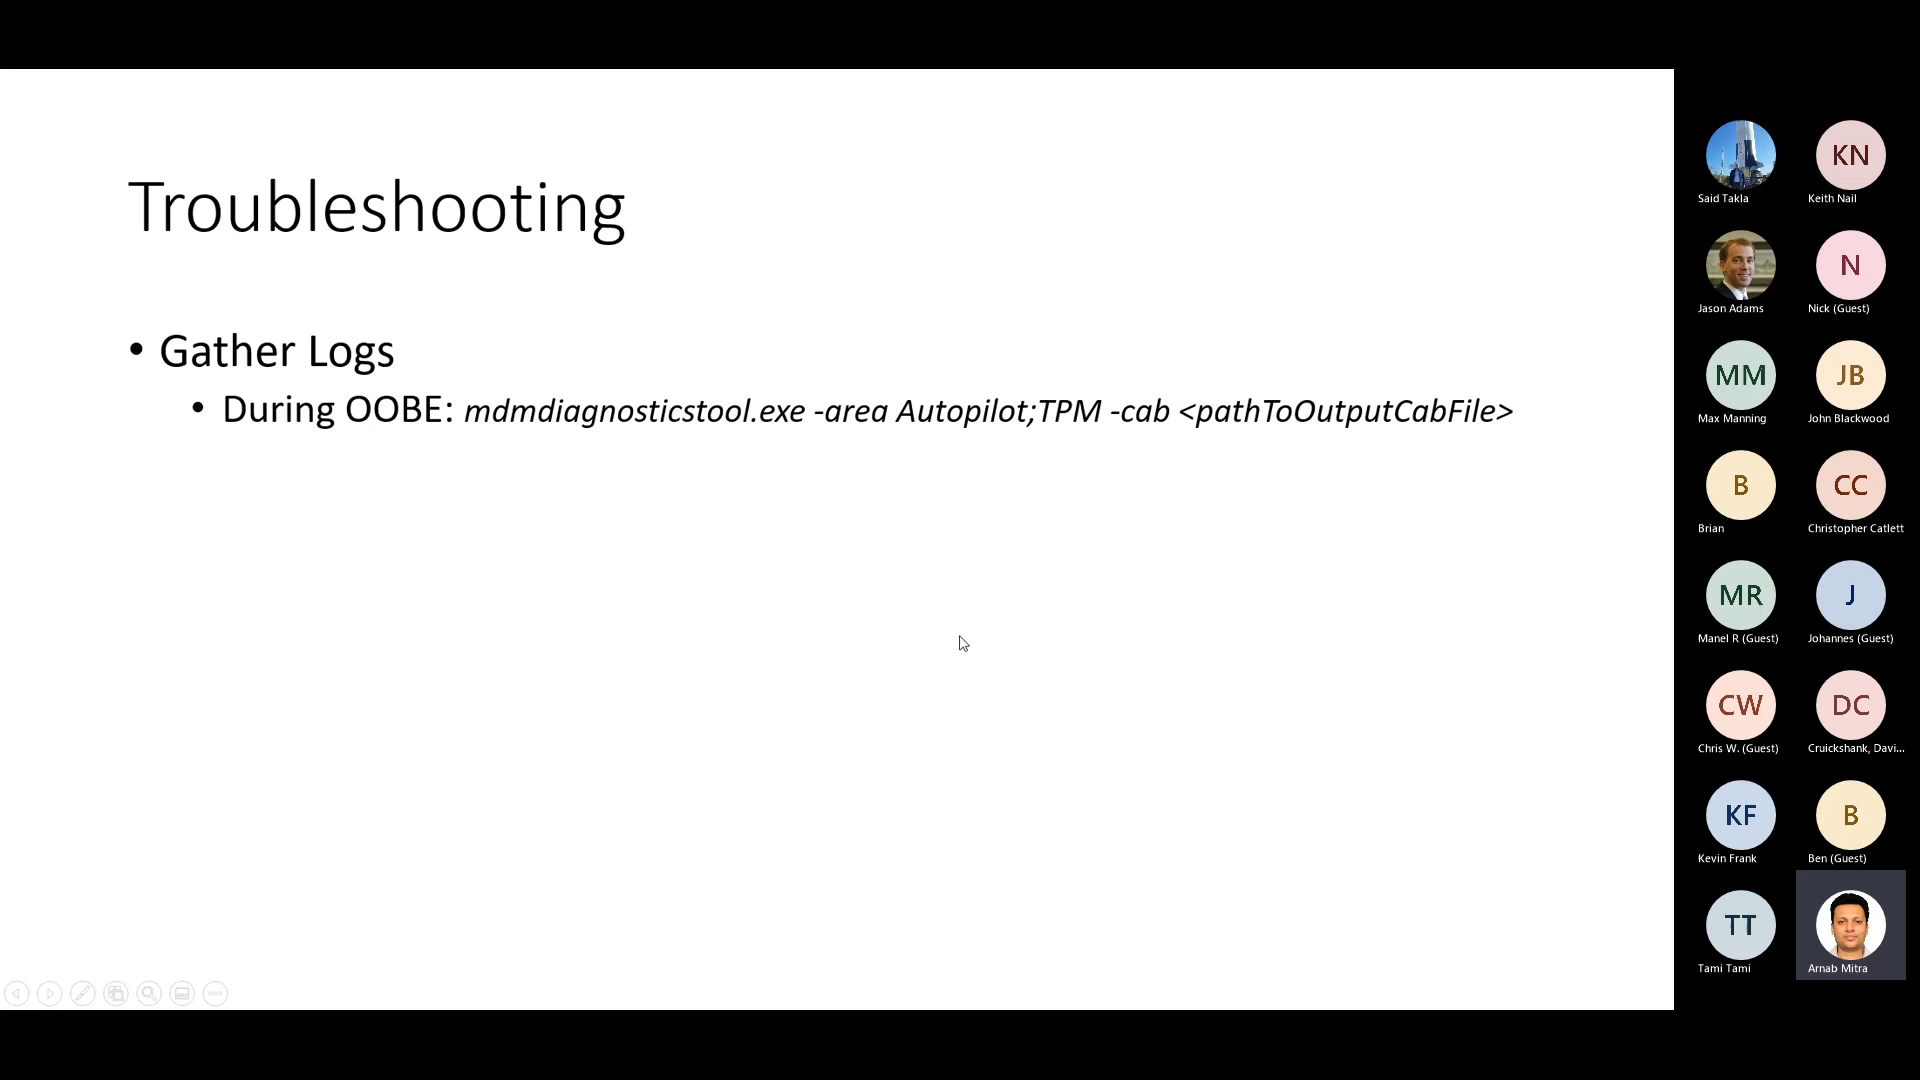 Troubleshooting
• Gather Logs
• During OOBE: mdmdiagnosticstool.exe -area Autopilot;TPM -cab <pathToOutputCabFile>
Said Takla
KN
Keith Nail
Jason Adams
N
Nick (Guest)
MM
Max Manning
JB
John Blackwood
B
Brian
CC
Christopher Catlett
MR
Manel R (Guest)
J
Johannes (Guest)
CW
Chris W. (Guest)
DC
Cruickshank, Davi...
KF
Kevin Frank
B
Ben (Guest)
TT
Tami Tami
Arnab Mitra